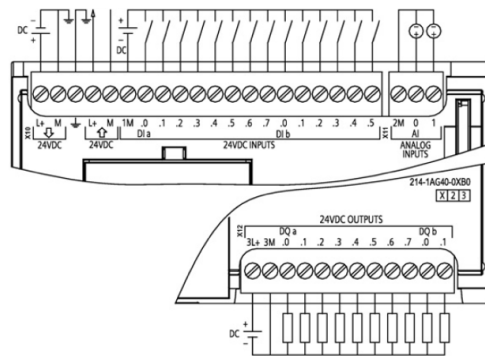 DC
DC
L+ M L+ M 1M .0 .1 .2 .3 .4 .5 .6 .7 .0 .1 .2 .3 .4 .5
2M 0 1
X10
24VDC
24VDC
DI a
DI b
24VDC INPUTS
X11
AI
ANALOG
INPUTS
214-1AG40-0XB0
X 2 3
X12
24VDC OUTPUTS
DQ a
DQ b
3L+ 3M .0 .1 .2 .3 .4 .5 .6 .7 .0 .1
DC